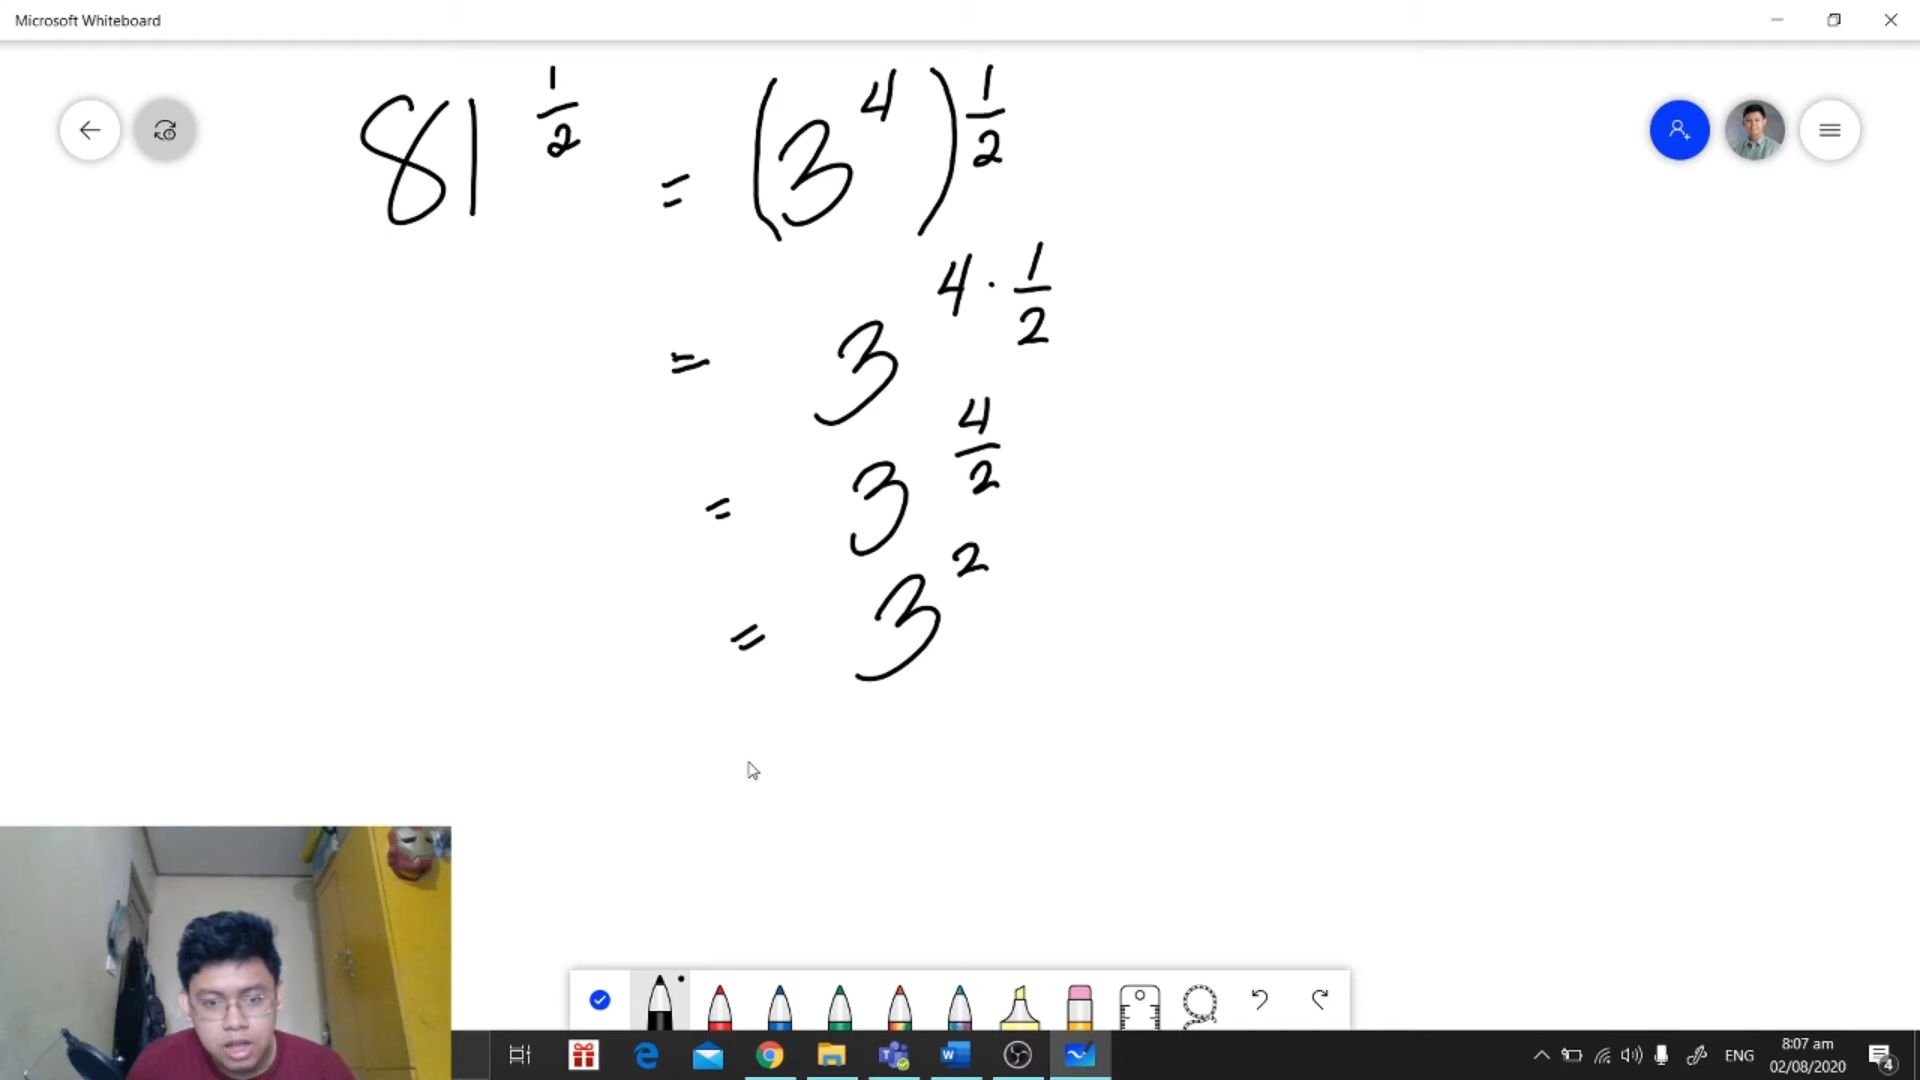 Microsoft Whiteboard
81^{1/2} = (3^4)^{1/2}
= 3^{4 · 1/2}
= 3^{4/2}
= 3^2
ENG
8:07 am
02/08/2020
4